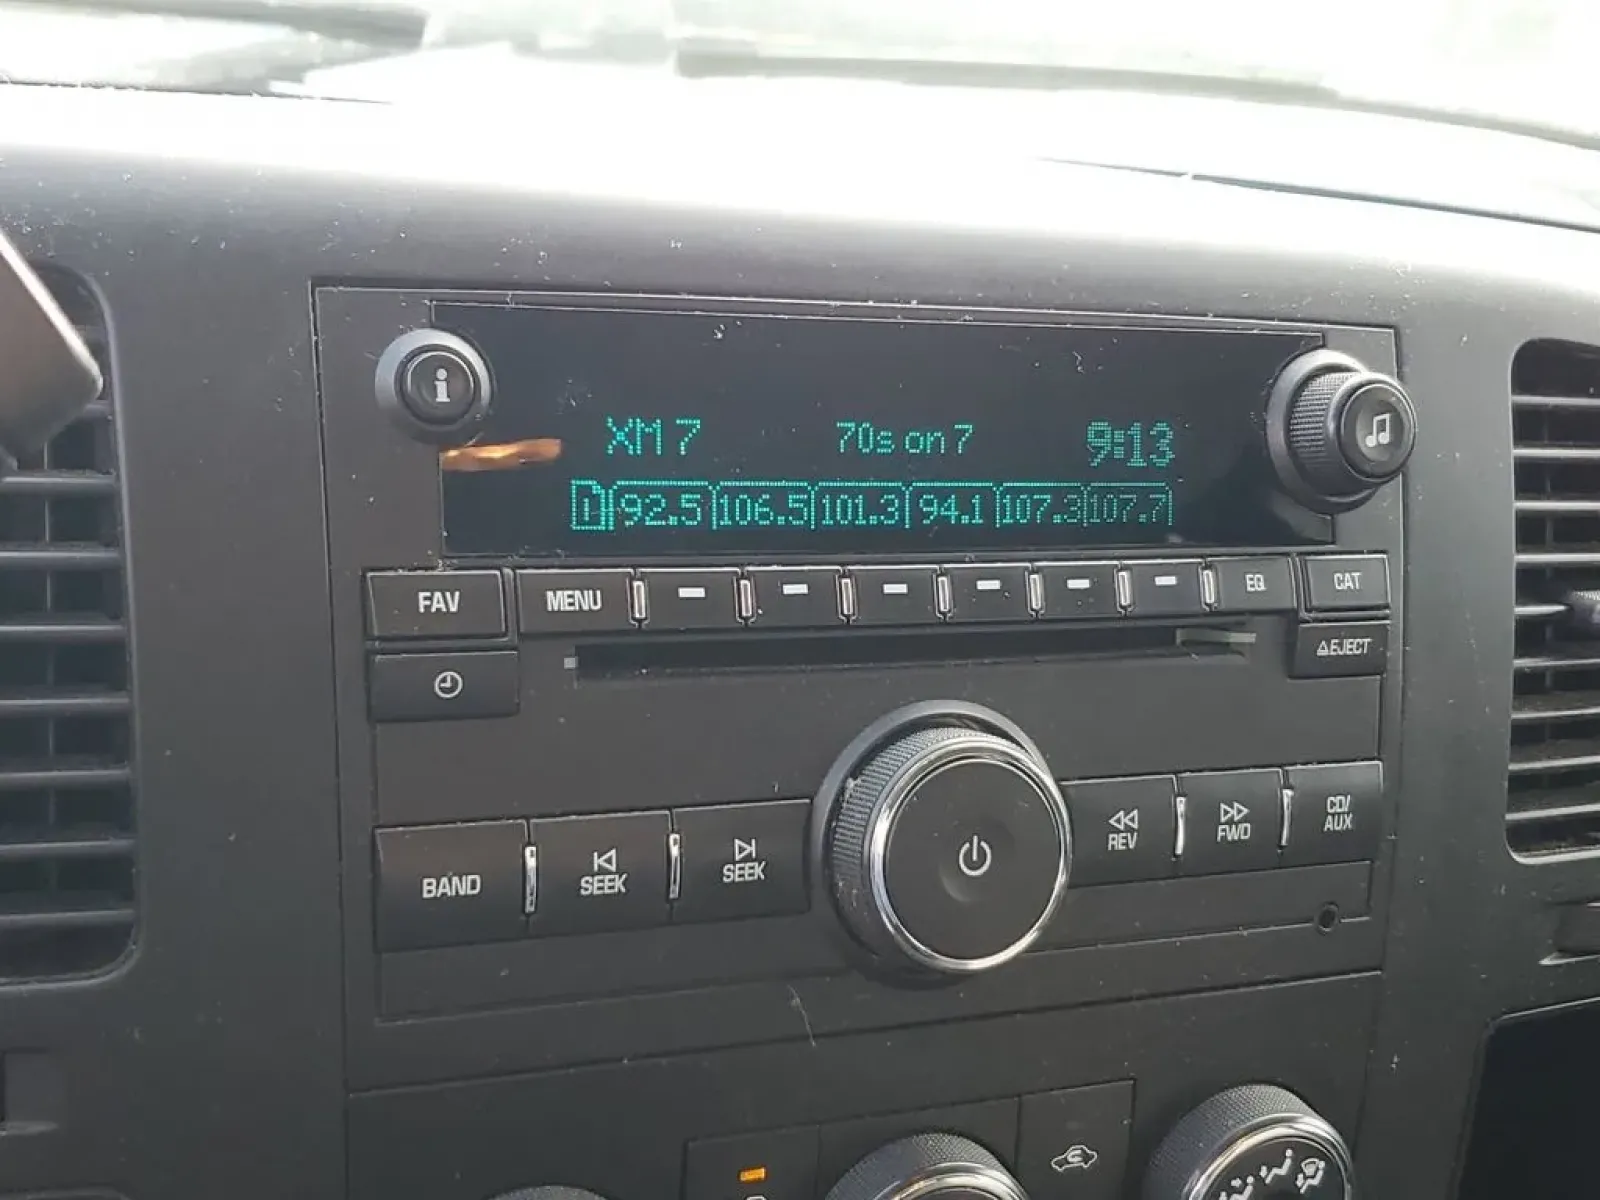 i
XM 7 70s on 7 9:13
1 92.5 106.5 101.3 94.1 107.3 107.7
FAV MENU EQ CAT
EJECT
BAND SEEK SEEK REV FWD CD/
AUX